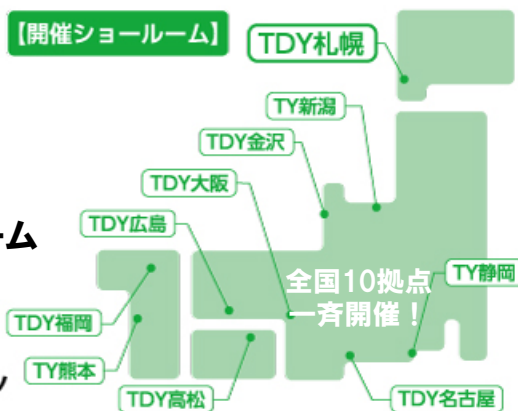 【開催ショールーム】
TDY札幌
TY新潟
TDY金沢
TDY大阪
TDY広島
ーム
全国10拠点
一斉開催！
TY静岡
TDY福岡
TY熊本
TDY高松
TDY名古屋